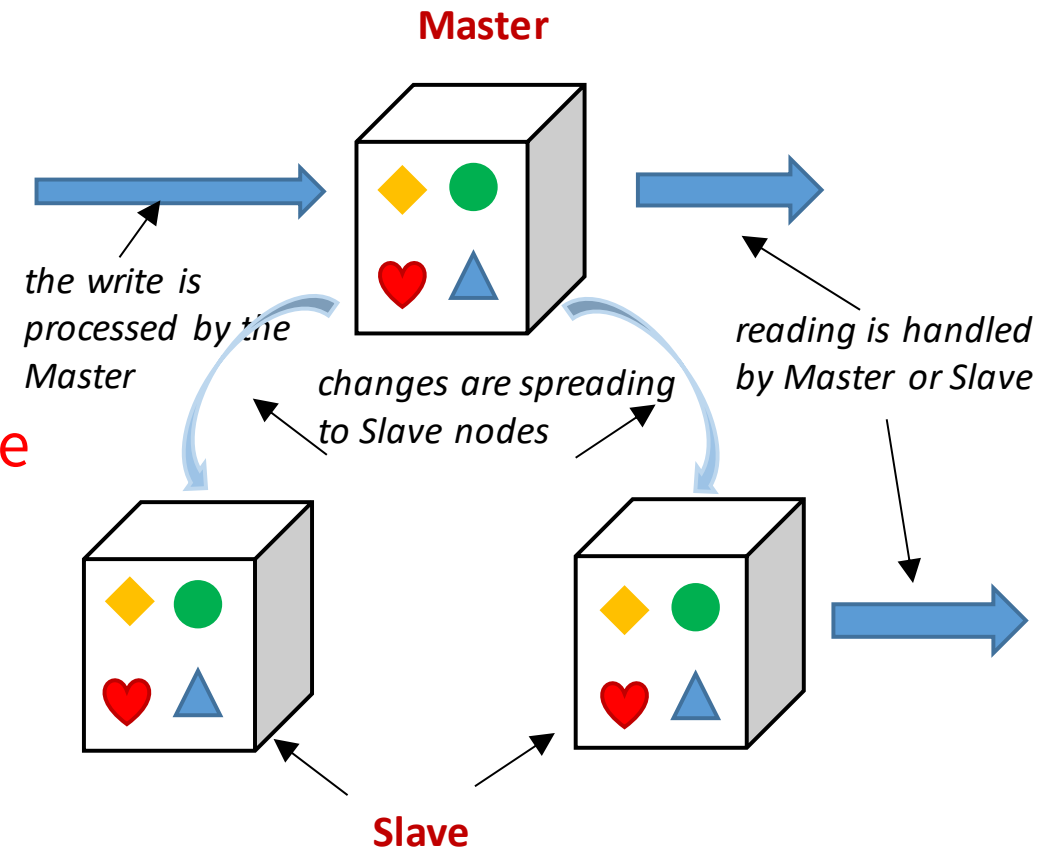 Master
the write is
processed by the
Master
changes are spreading
to Slave nodes
reading is handled
by Master or Slave
e
Slave